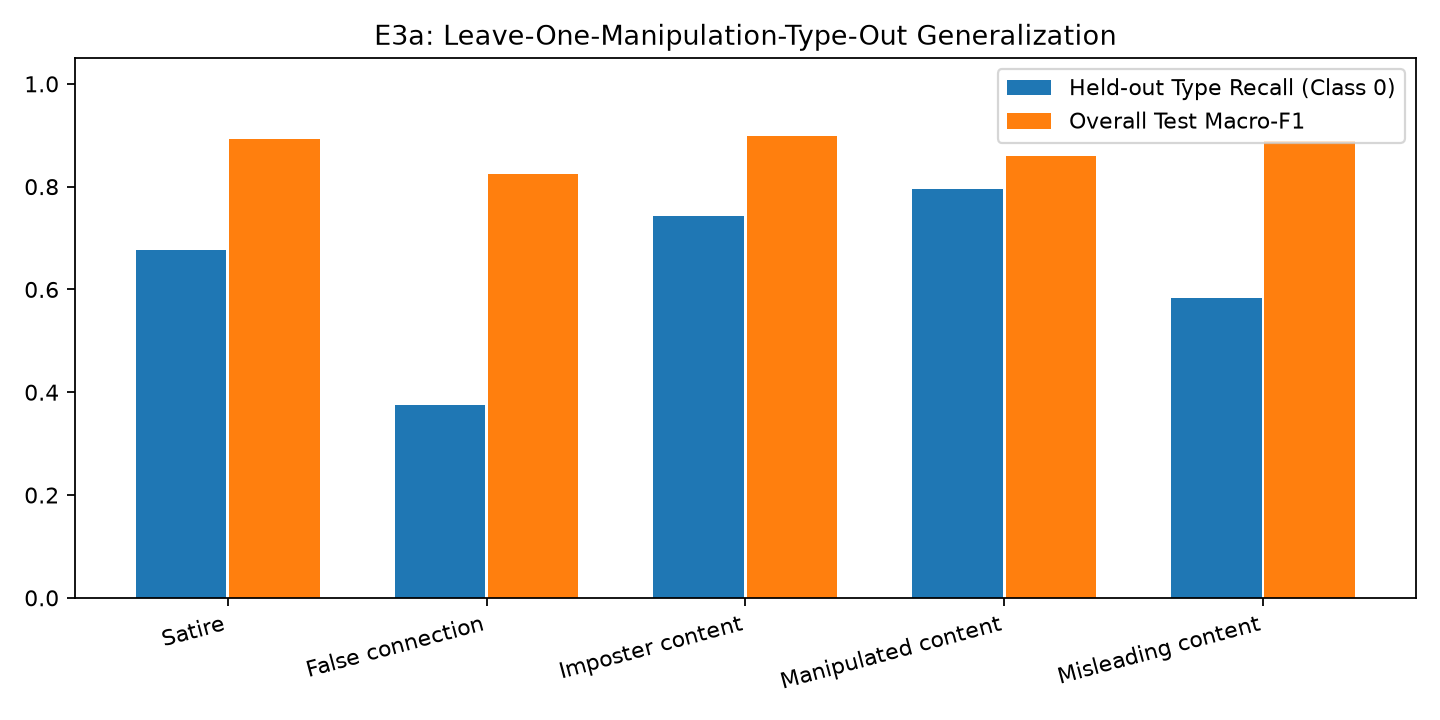 E3a: Leave-One-Manipulation-Type-Out Generalization
Held-out Type Recall (Class 0)
Overall Test Macro-F1
1.0
0.8
0.6
0.4
0.2
0.0
Satire
False connection
Imposter content
Manipulated content
Misleading content